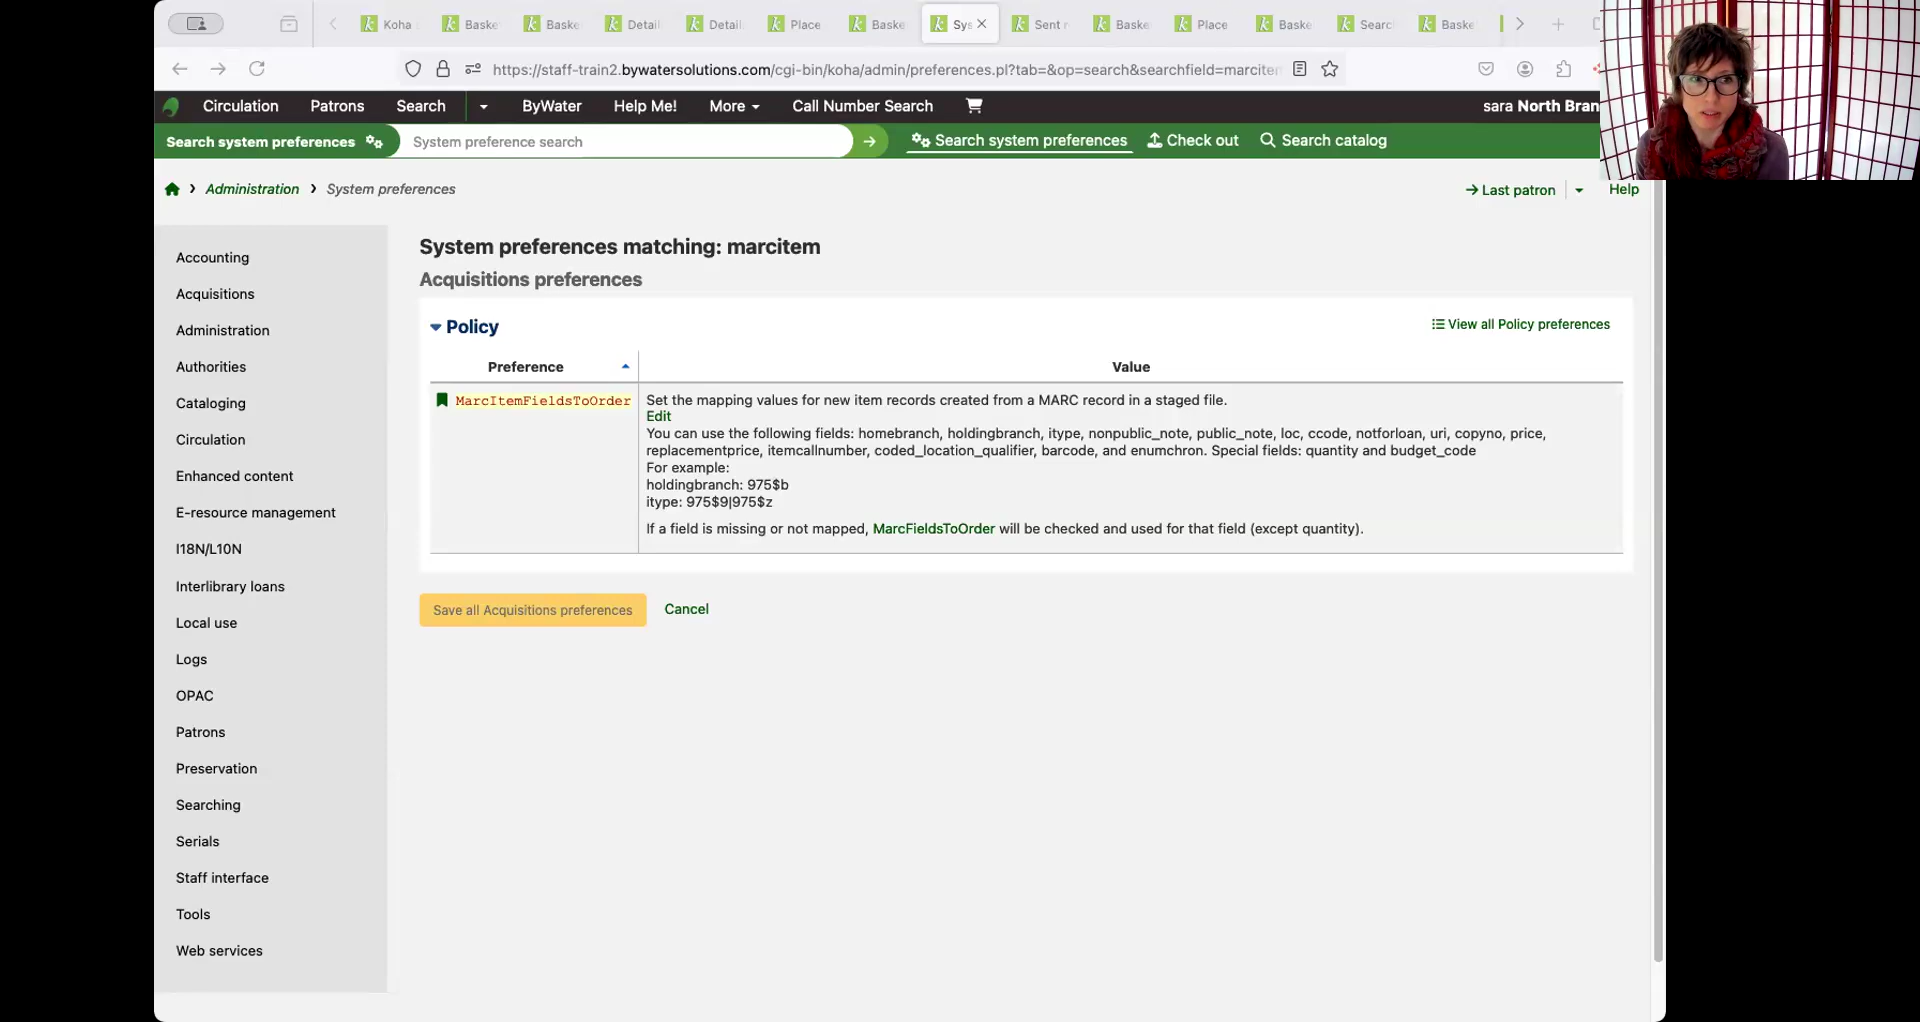 Koha
Baske
Baske
Detail
Detail
Place
Baske
Sys
Sent r
Baske
Place
Baske
Searc
Baske
https://staff-train2.bywatersolutions.com/cgi-bin/koha/admin/preferences.pl?tab=&op=search&searchfield=marcitem
Circulation Patrons Search ByWater Help Me! More Call Number Search sara North Bran
Search system preferences System preference search Search system preferences Check out Search catalog
Administration System preferences Last patron Help
Accounting
Acquisitions
Administration
Authorities
Cataloging
Circulation
Enhanced content
E-resource management
I18N/L10N
Interlibrary loans
Local use
Logs
OPAC
Patrons
Preservation
Searching
Serials
Staff interface
Tools
Web services
System preferences matching: marcitem
Acquisitions preferences
Policy View all Policy preferences
Preference Value
MarcItemFieldsToOrder Set the mapping values for new item records created from a MARC record in a staged file.
Edit
You can use the following fields: homebranch, holdingbranch, itype, nonpublic_note, public_note, loc, ccode, notforloan, uri, copyno, price,
replacementprice, itemcallnumber, coded_location_qualifier, barcode, and enumchron. Special fields: quantity and budget_code
For example:
holdingbranch: 975$b
itype: 975$9|975$z
If a field is missing or not mapped, MarcFieldsToOrder will be checked and used for that field (except quantity).
Save all Acquisitions preferences Cancel